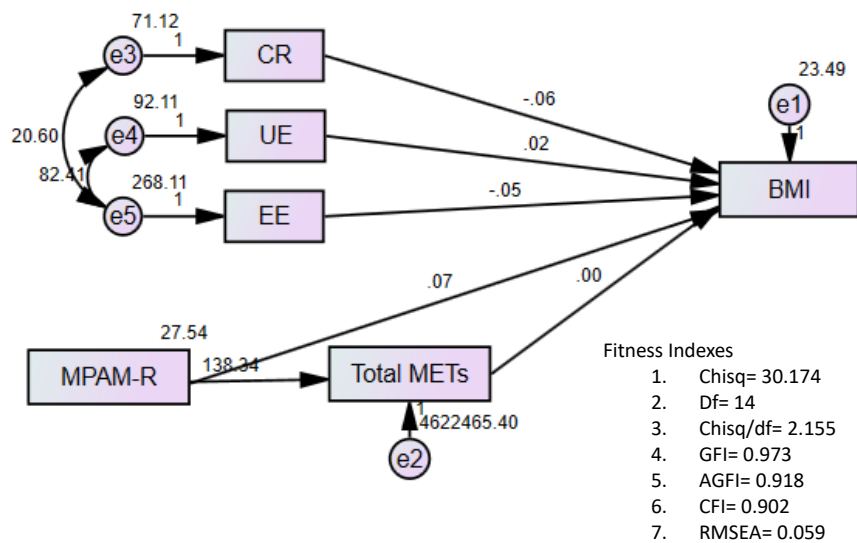 71.12
1
e3
CR
23.49
e1
1
-.06
92.11
1
e4
UE
20.60
.02
82.41
268.11
1
e5
EE
-.05
BMI
.07
.00
27.54
138.34
MPAM-R
Total METs
1
4622465.40
e2
Fitness Indexes
1. Chisq= 30.174
2. Df= 14
3. Chisq/df= 2.155
4. GFI= 0.973
5. AGFI= 0.918
6. CFI= 0.902
7. RMSEA= 0.059